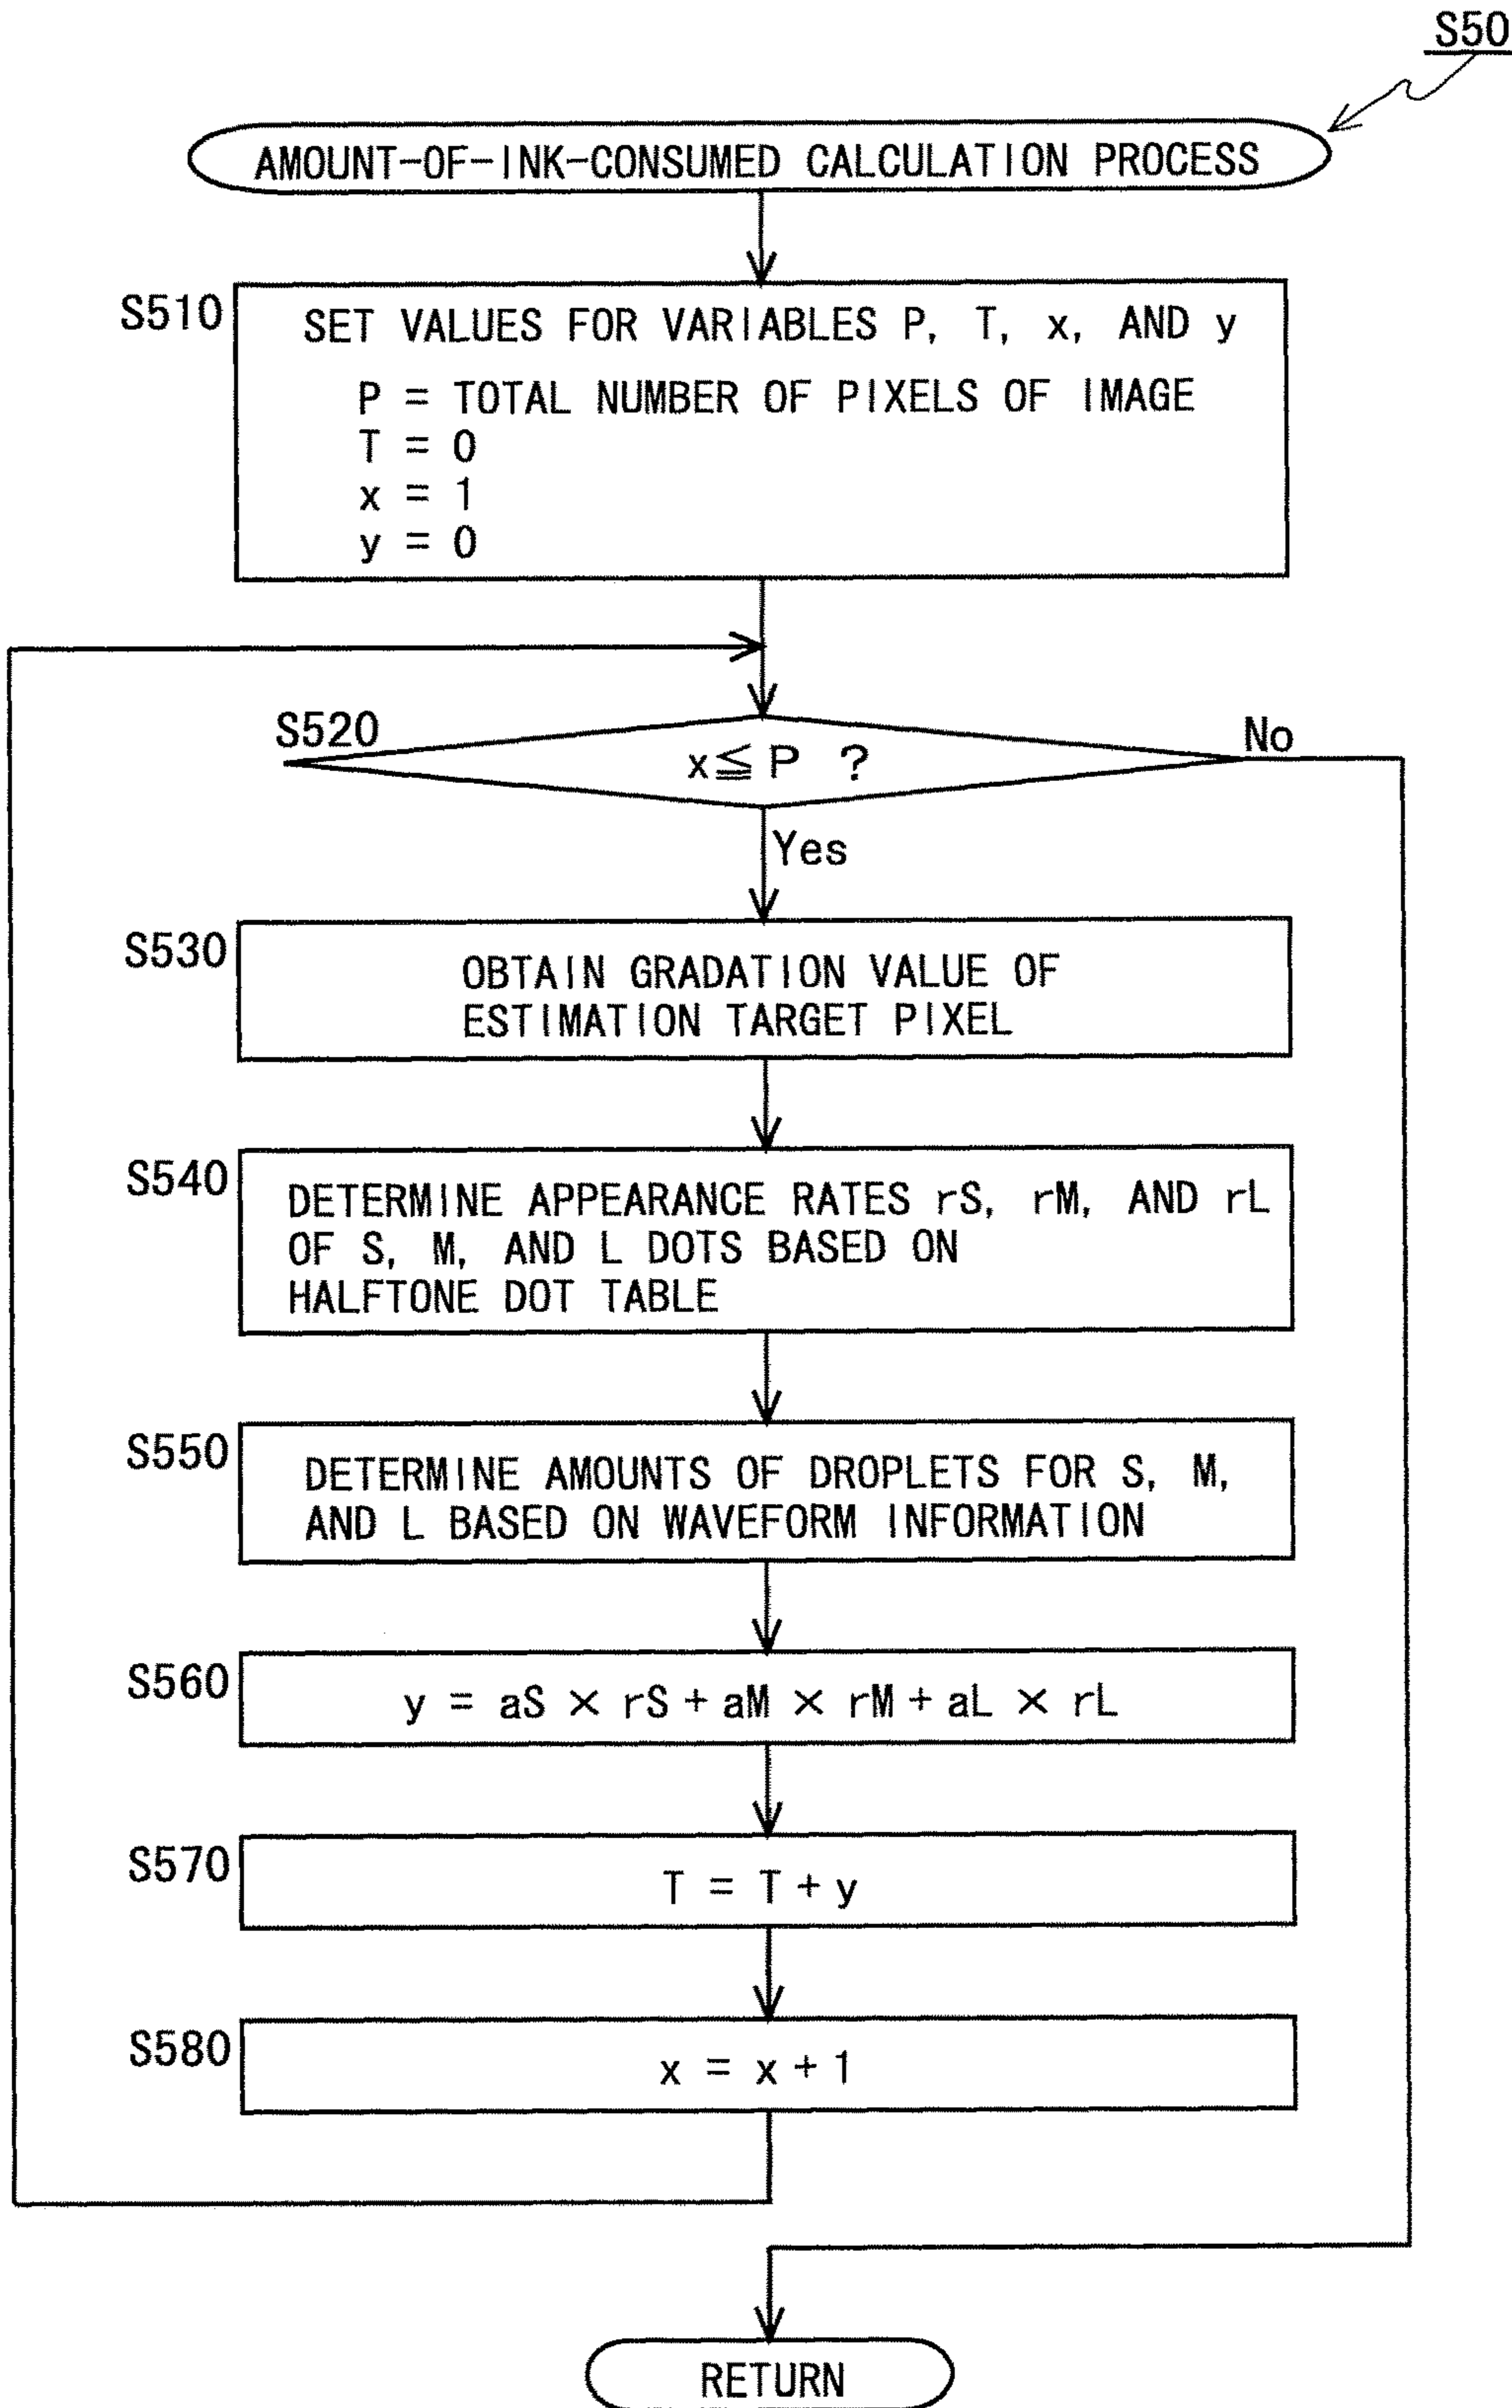 S50
AMOUNT-OF-INK-CONSUMED CALCULATION PROCESS
S510
SET VALUES FOR VARIABLES P, T, x, AND y
P = TOTAL NUMBER OF PIXELS OF IMAGE
T = 0
x = 1
y = 0
S520
x≦P ?
No
Yes
S530
OBTAIN GRADATION VALUE OF
ESTIMATION TARGET PIXEL
S540
DETERMINE APPEARANCE RATES rS, rM, AND rL
OF S, M, AND L DOTS BASED ON
HALFTONE DOT TABLE
S550
DETERMINE AMOUNTS OF DROPLETS FOR S, M,
AND L BASED ON WAVEFORM INFORMATION
S560
y = aS × rS + aM × rM + aL × rL
S570
T = T + y
S580
x = x + 1
RETURN